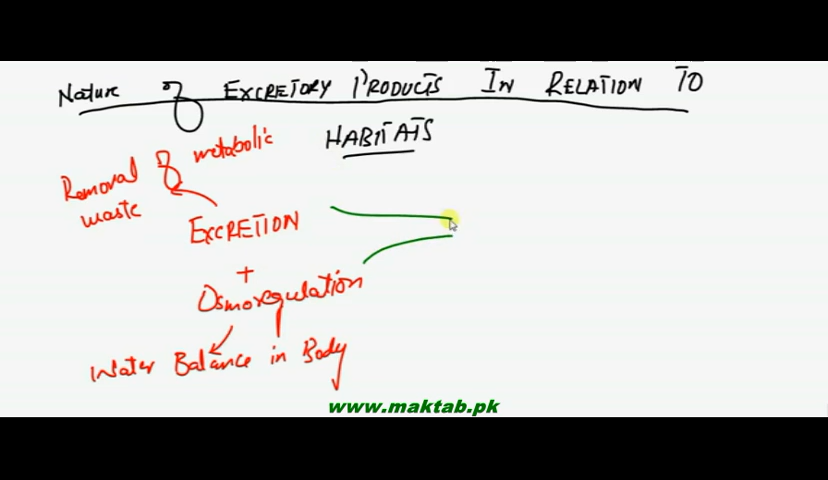 Nature of EXCRETORY PRODUCTS IN RELATION TO
HABITATS
Removal of metabolic
waste
EXCRETION
+
Osmoregulation
Water Balance in Body
www.maktab.pk